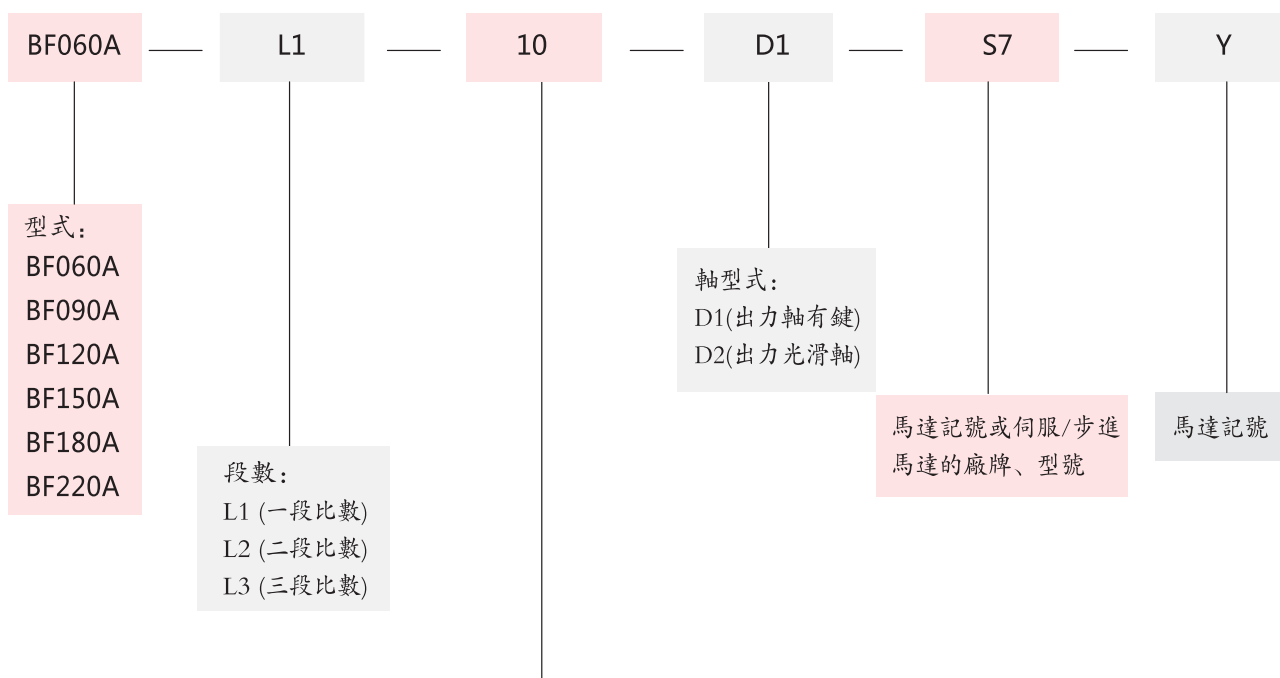 BF060A — L1 — 10 — D1 — S7 — Y
型式：
BF060A
BF090A
BF120A
BF150A
BF180A
BF220A
段數：
L1 (一段比數)
L2 (二段比數)
L3 (三段比數)
軸型式：
D1(出力軸有鍵)
D2(出力光滑軸)
馬達記號或伺服/步進
馬達的廠牌、型號
馬達記號